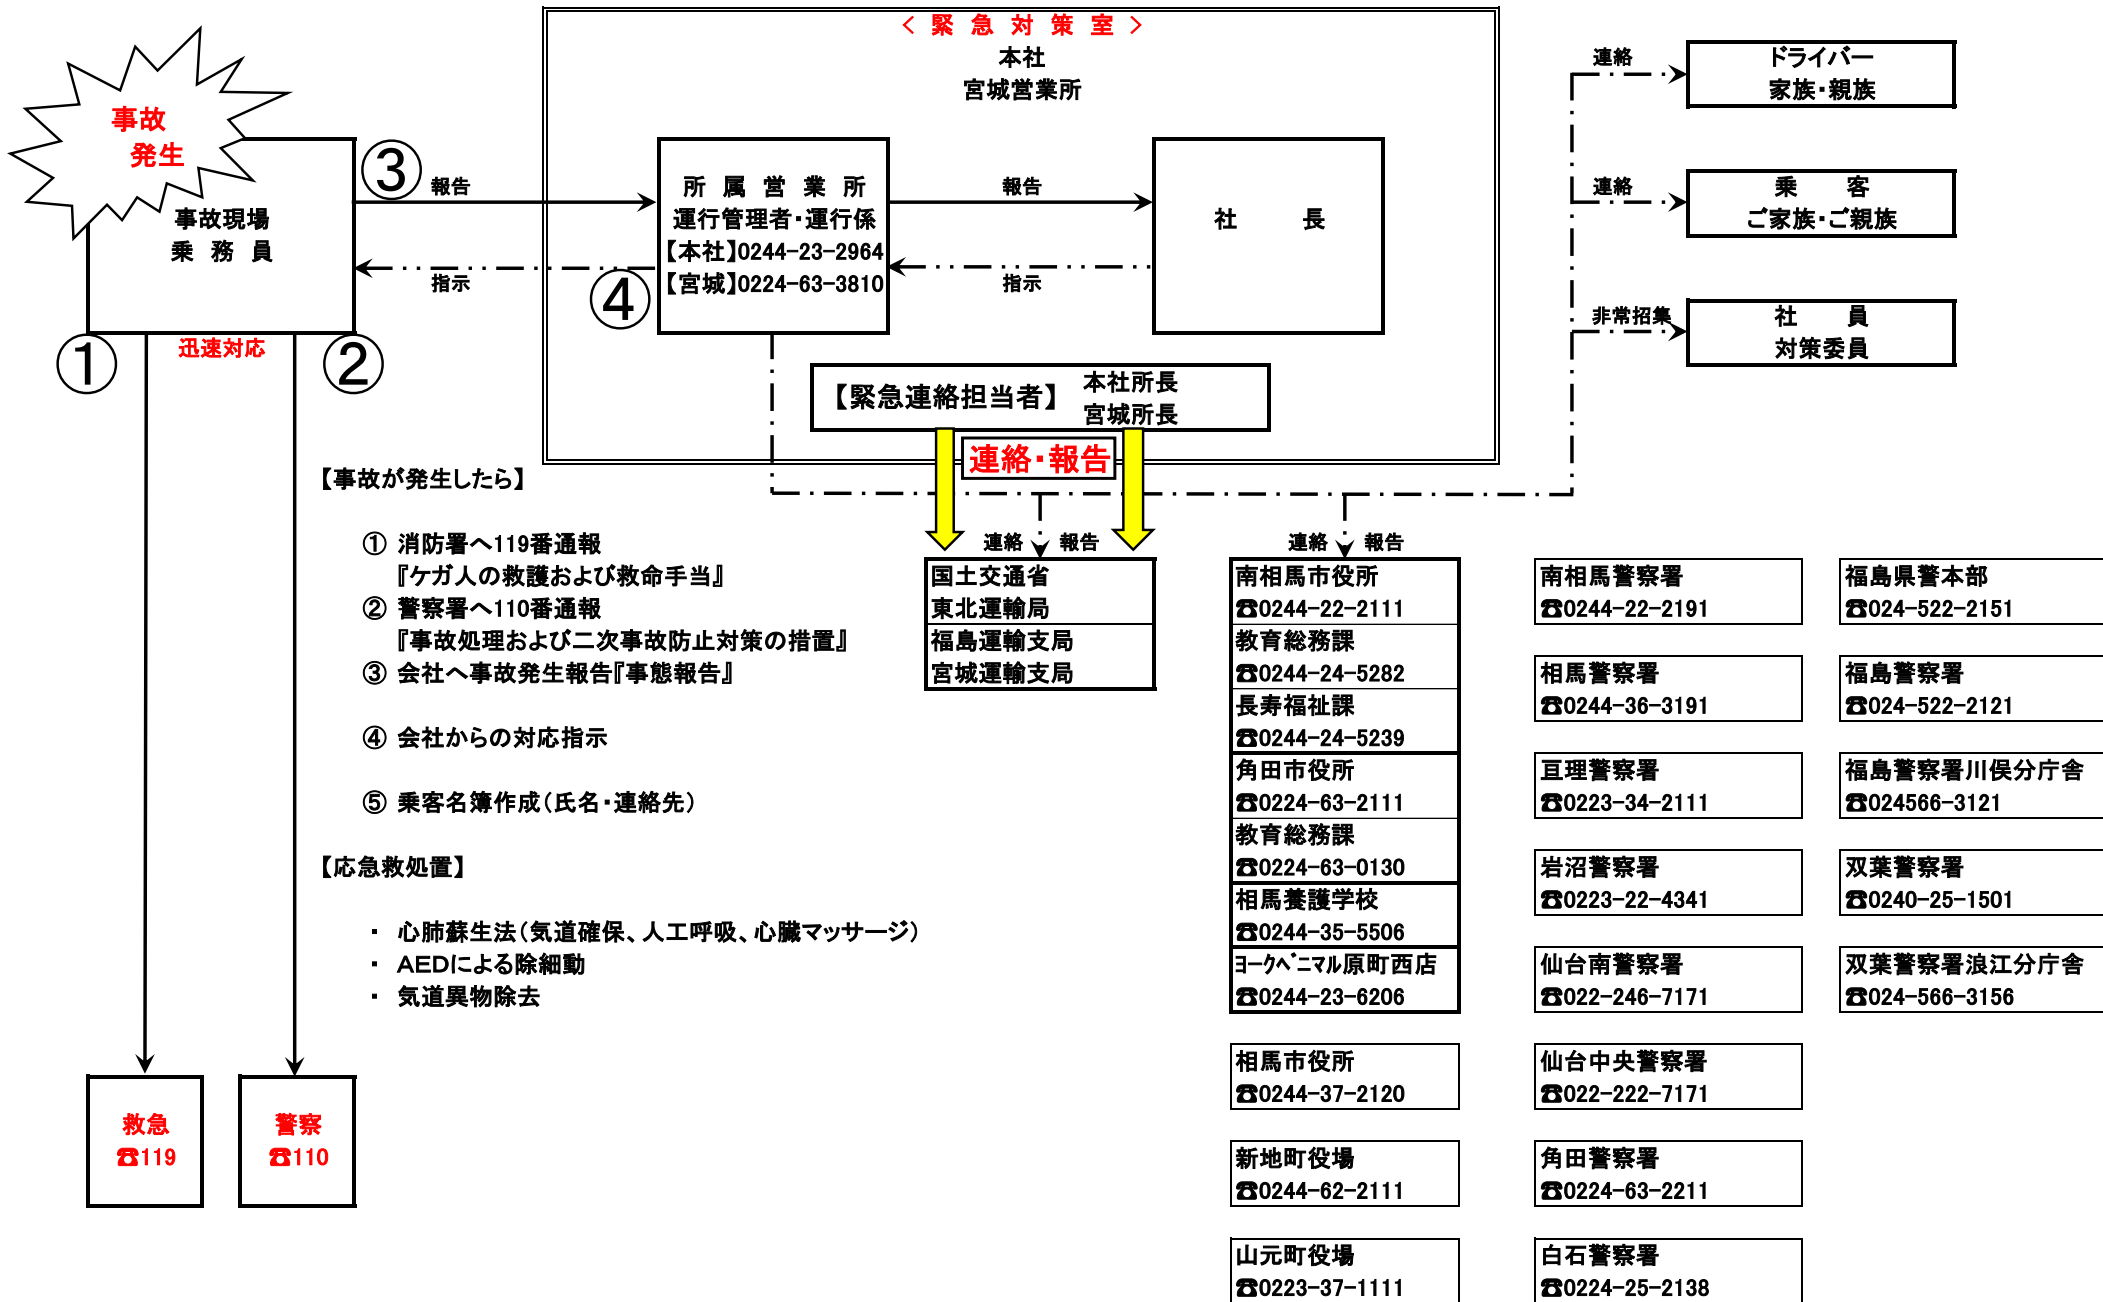 ＜ 緊 急 対 策 室 ＞
本社
宮城営業所
事故
発生
事故現場
乗 務 員
③
報告
指示
④
所 属 営 業 所
運行管理者・運行係
【本社】0244-23-2964
【宮城】0224-63-3810
報告
指示
社 長
連絡
ドライバー
家族・親族
連絡
乗 客
ご家族・ご親族
非常招集
社 員
対策委員
①
迅速対応
②
【緊急連絡担当者】
本社所長
宮城所長
連絡・報告
【事故が発生したら】
① 消防署へ119番通報
『ケガ人の救護および救命手当』
② 警察署へ110番通報
『事故処理および二次事故防止対策の措置』
③ 会社へ事故発生報告『事態報告』
④ 会社からの対応指示
⑤ 乗客名簿作成（氏名・連絡先）
【応急救処置】
・ 心肺蘇生法（気道確保、人工呼吸、心臓マッサージ）
・ AEDによる除細動
・ 気道異物除去
救急
☎119
警察
☎110
連絡 報告
国土交通省
東北運輸局
福島運輸支局
宮城運輸支局
連絡 報告
南相馬市役所
☎0244-22-2111
教育総務課
☎0244-24-5282
長寿福祉課
☎0244-24-5239
角田市役所
☎0224-63-2111
教育総務課
☎0224-63-0130
相馬養護学校
☎0244-35-5506
ﾖｰｸﾍﾞﾆﾏﾙ原町西店
☎0244-23-6206
相馬市役所
☎0244-37-2120
新地町役場
☎0244-62-2111
山元町役場
☎0223-37-1111
南相馬警察署
☎0244-22-2191
相馬警察署
☎0244-36-3191
亘理警察署
☎0223-34-2111
岩沼警察署
☎0223-22-4341
仙台南警察署
☎022-246-7171
仙台中央警察署
☎022-222-7171
角田警察署
☎0224-63-2211
白石警察署
☎0224-25-2138
福島県警本部
☎024-522-2151
福島警察署
☎024-522-2121
福島警察署川俣分庁舎
☎024566-3121
双葉警察署
☎0240-25-1501
双葉警察署浪江分庁舎
☎024-566-3156